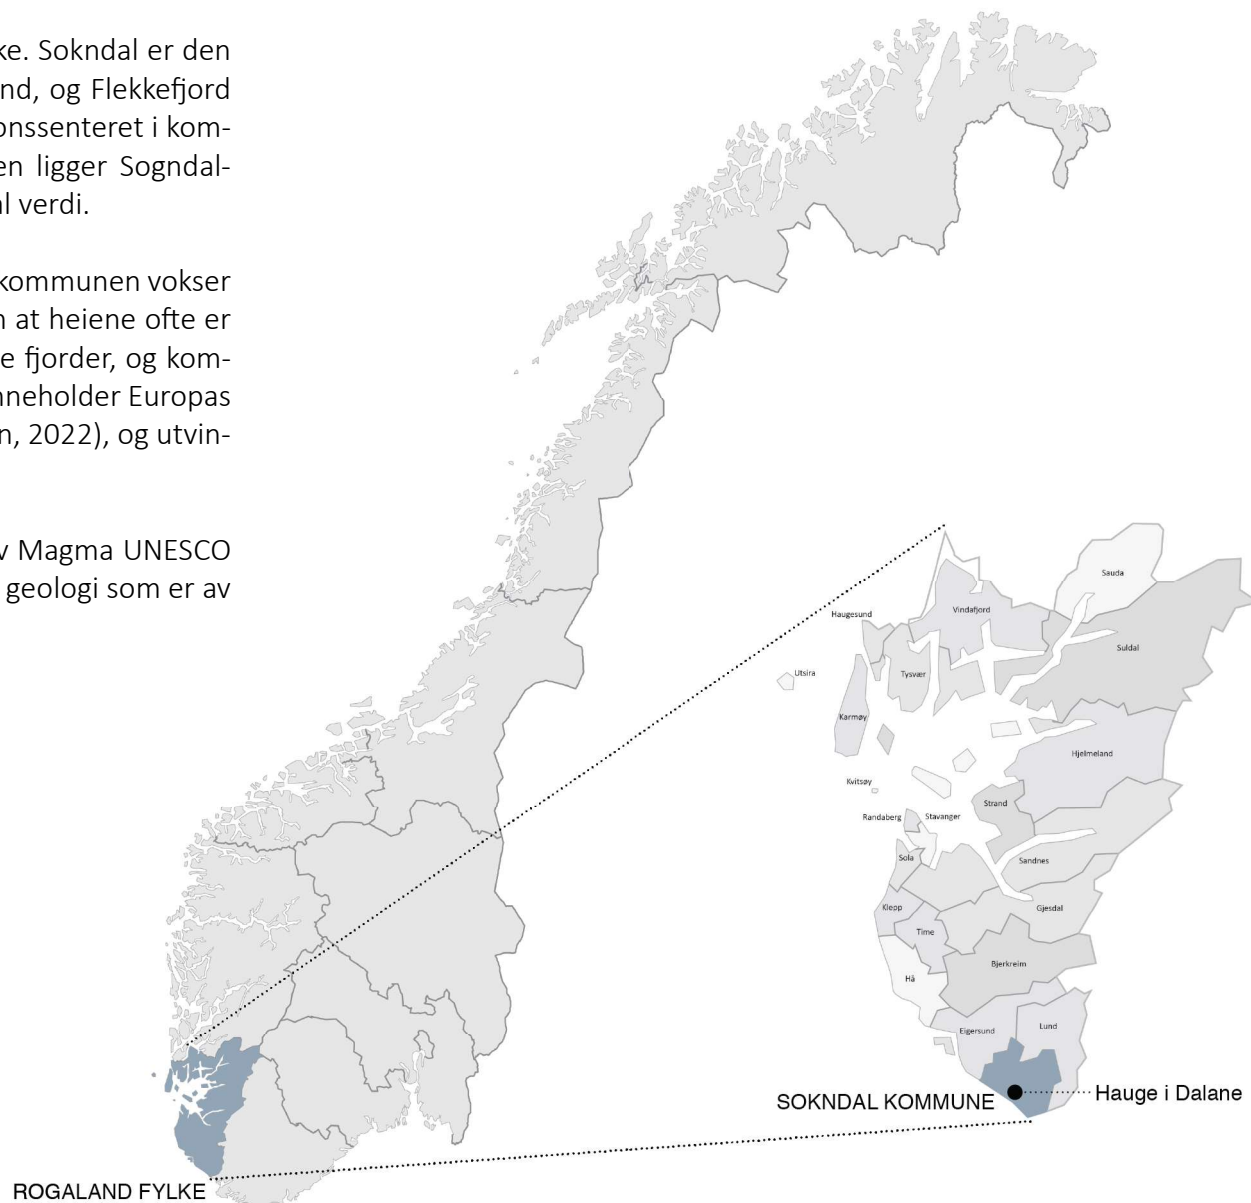 ke. Sokndal er den
nd, og Flekkefjord
onssenteret i kom-
en ligger Sogndal-
al verdi.
kommunen vokser
n at heiene ofte er
e fjorder, og kom-
nneholder Europas
n, 2022), og utvin-
v Magma UNESCO
geologi som er av
Sauda
Haugesund
Vindafjord
Suldal
Utsira
Tysvær
Karmøy
Hjelmeland
Kvitsøy
Strand
Randaberg
Stavanger
Sola
Sandnes
Klepp
Gjesdal
Time
Bjerkreim
Hå
Eigersund
Lund
SOKNDAL KOMMUNE
Hauge i Dalane
ROGALAND FYLKE